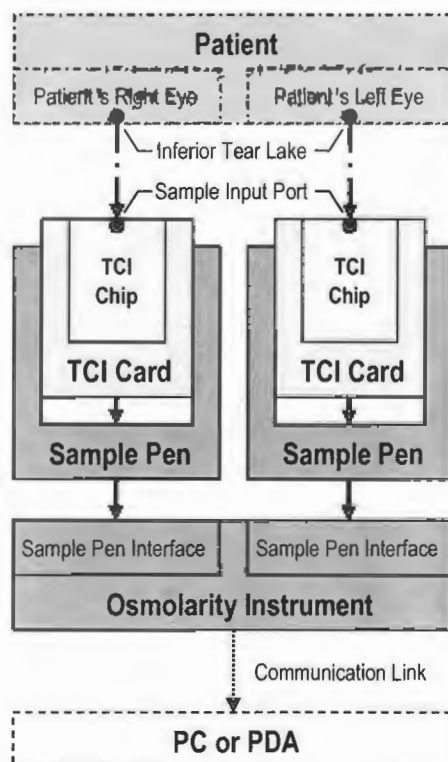 Patient
Patient's Right Eye
Patient's Left Eye
Inferior Tear Lake
Sample Input Port
TCI
Chip
TCI
Chip
TCI Card
TCI Card
Sample Pen
Sample Pen
Sample Pen Interface
Sample Pen Interface
Osmolarity Instrument
Communication Link
PC or PDA